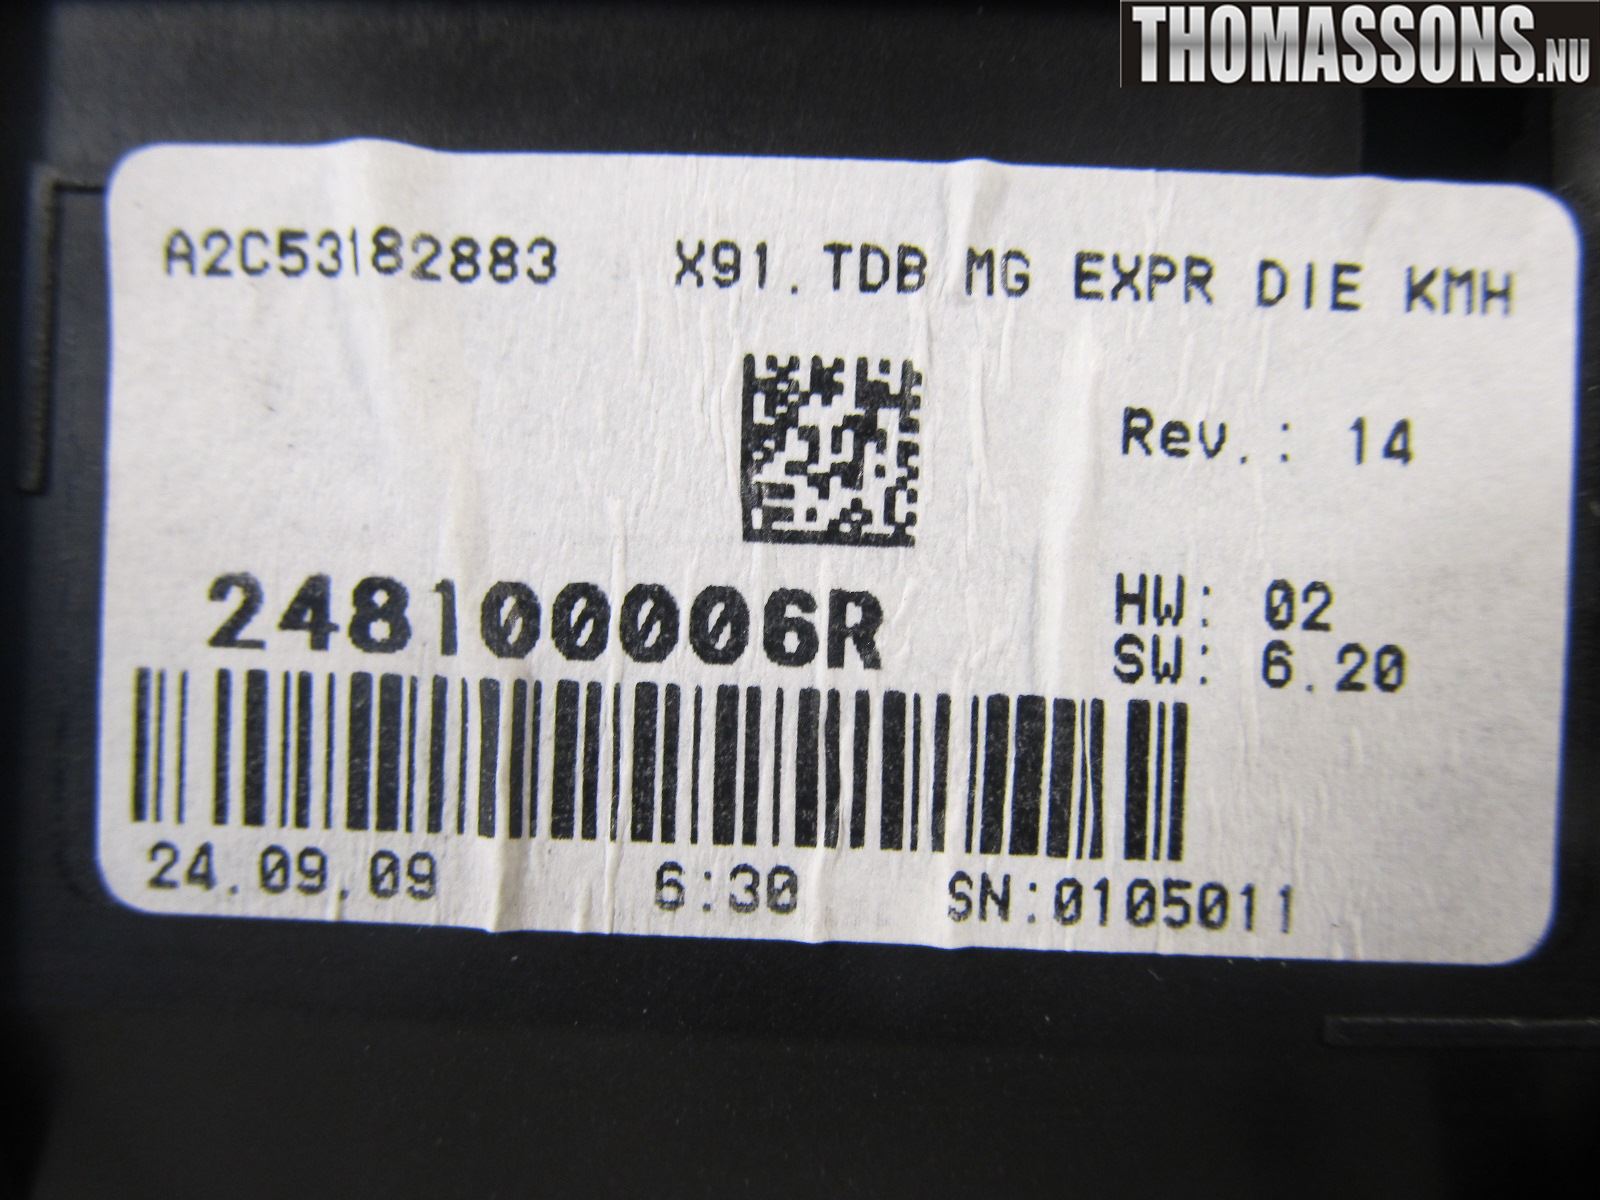 THOMASSONS.NU
A2C53182883 X91.TDB MG EXPR DIE KMH
Rev.: 14
248100006R
HW: 02
SW: 6.20
24.09.09 6:30 SN:0105011